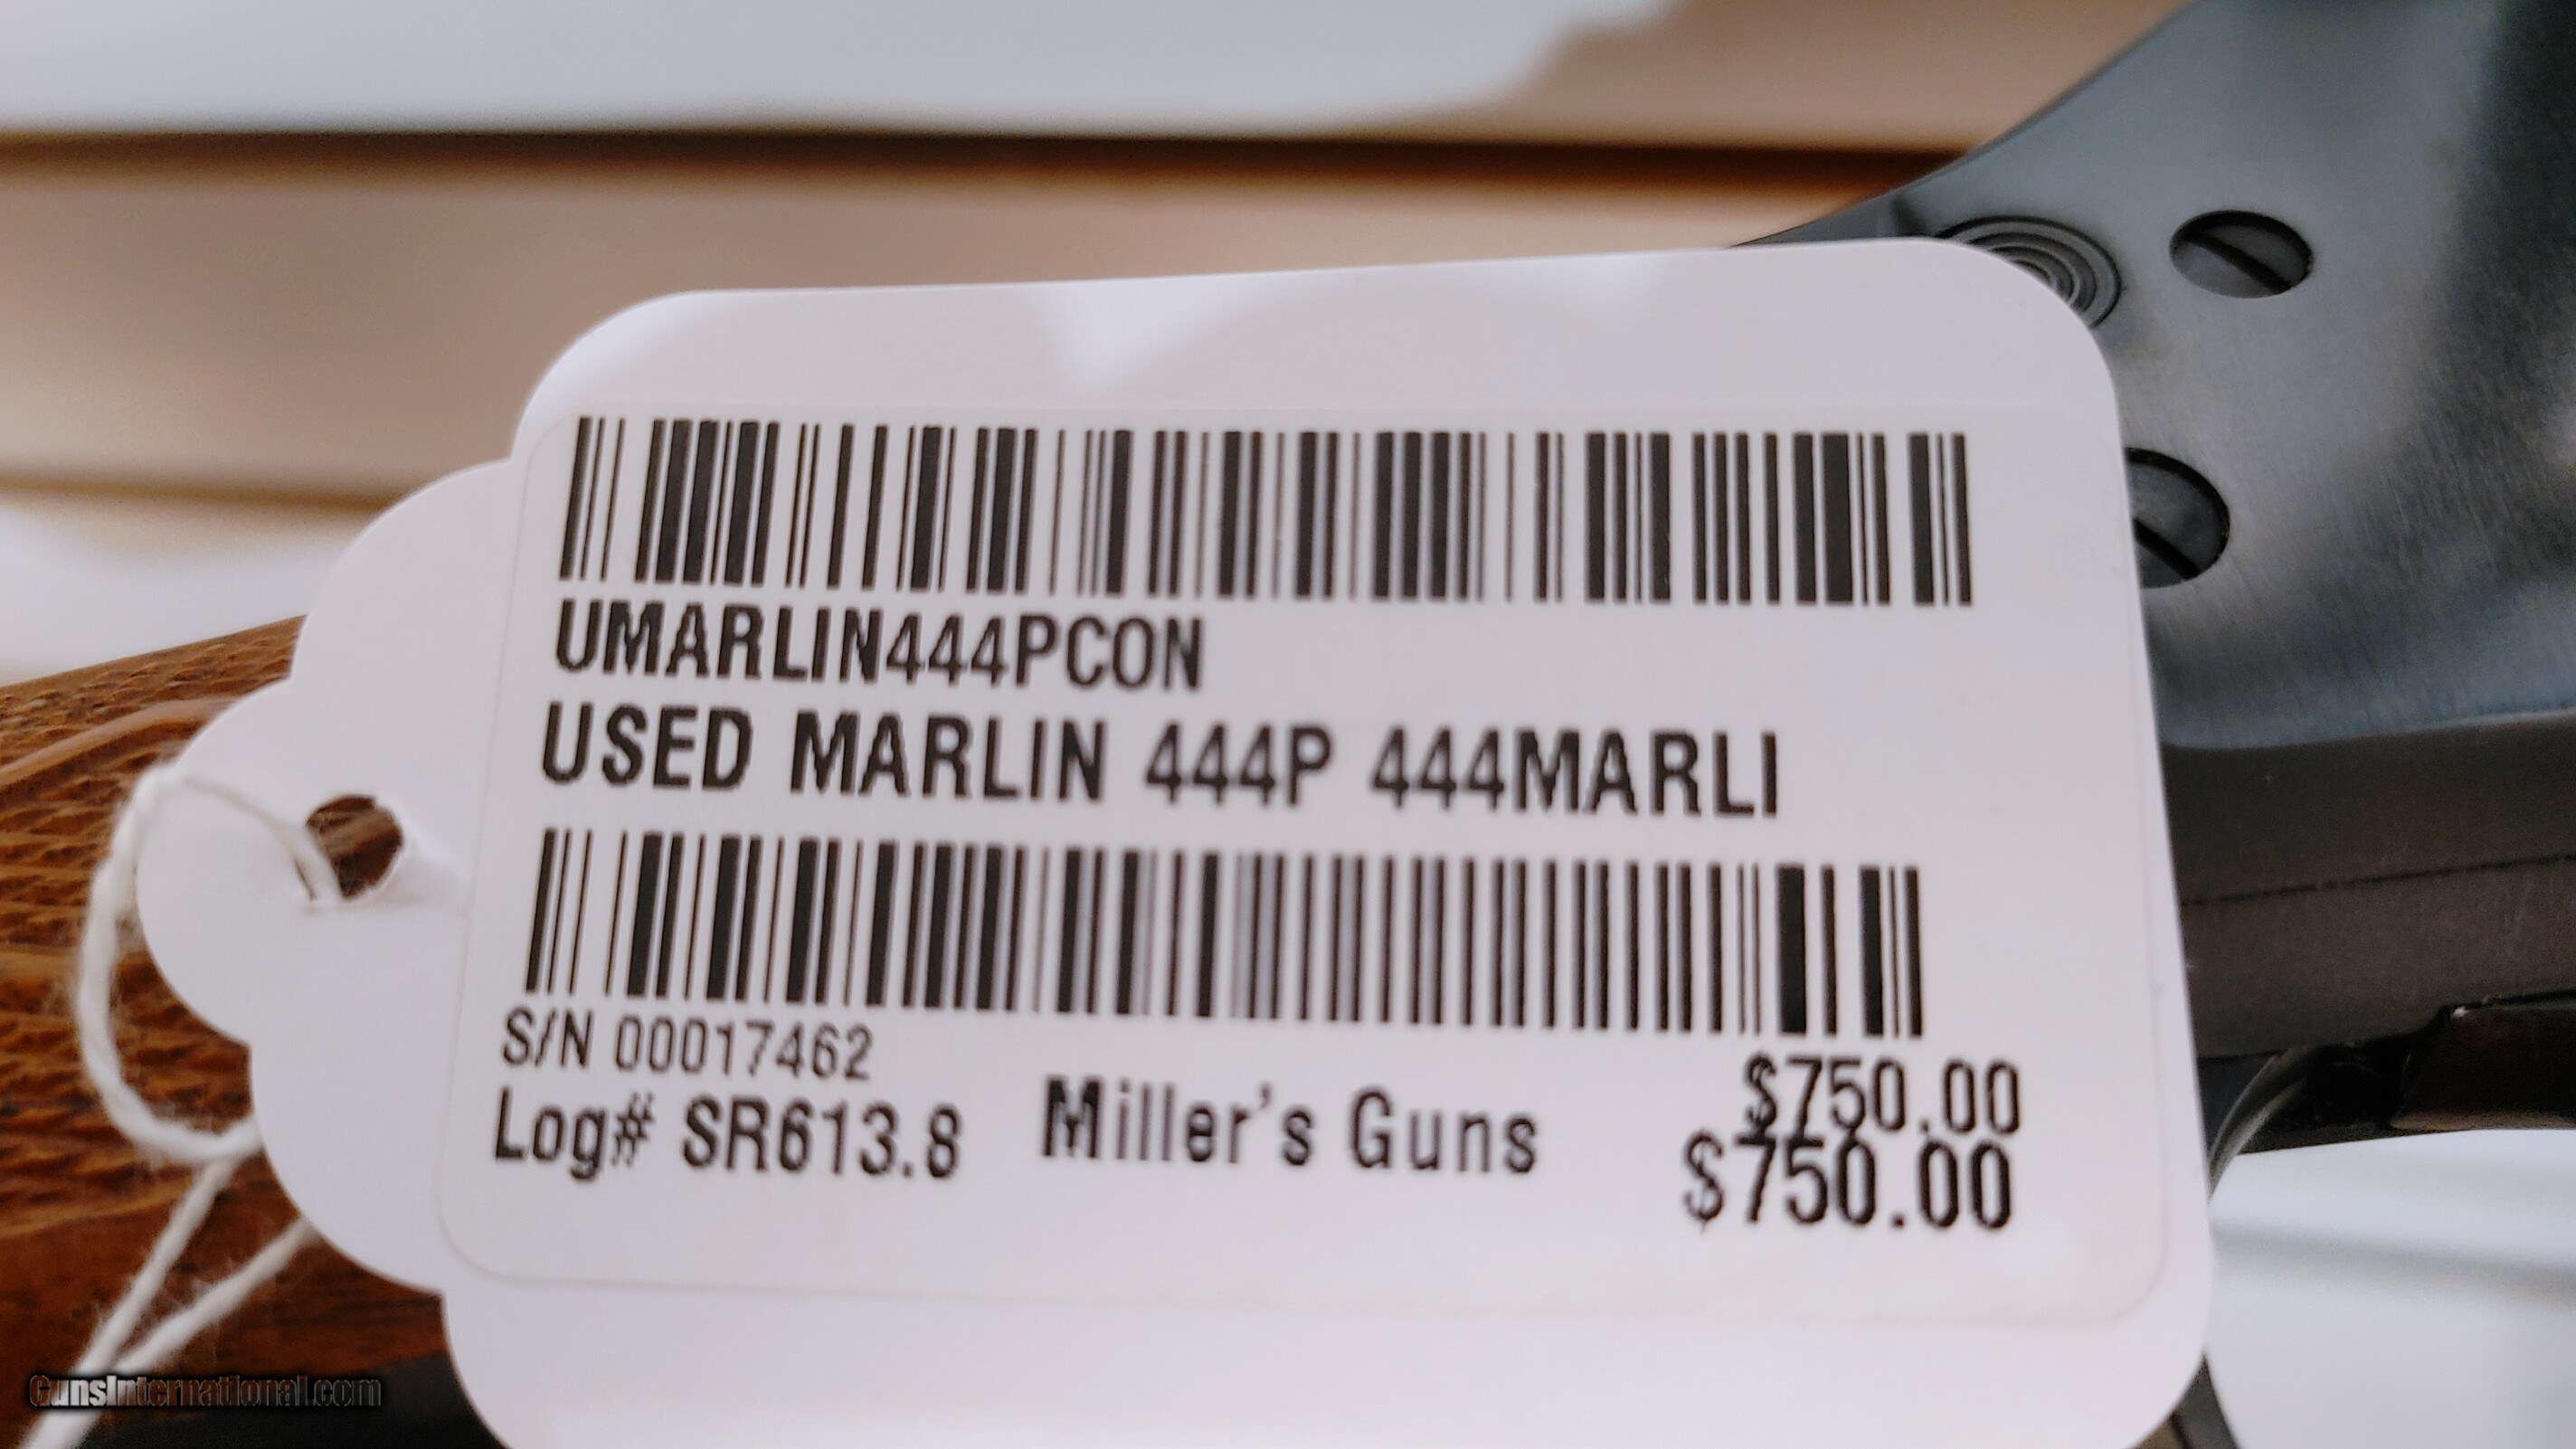 UMARLIN444PCON
USED MARLIN 444P 444MARLI
S/N 00017462
$750.00
Log# SR613.8 Miller's Guns $750.00
GunsInternational.com